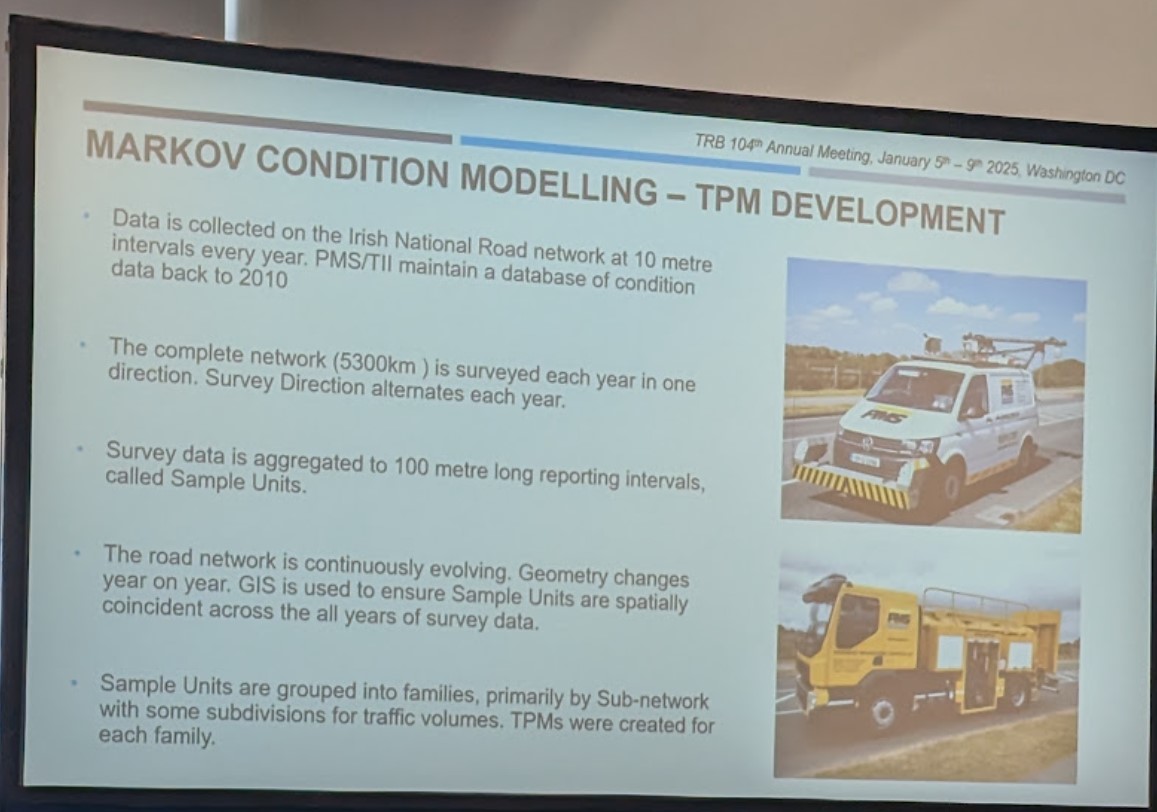 TRB 104th Annual Meeting, January 5th – 9th 2025, Washington DC
MARKOV CONDITION MODELLING – TPM DEVELOPMENT
• Data is collected on the Irish National Road network at 10 metre
intervals every year. PMS/TII maintain a database of condition
data back to 2010
• The complete network (5300km ) is surveyed each year in one
direction. Survey Direction alternates each year.
• Survey data is aggregated to 100 metre long reporting intervals,
called Sample Units.
• The road network is continuously evolving. Geometry changes
year on year. GIS is used to ensure Sample Units are spatially
coincident across the all years of survey data.
• Sample Units are grouped into families, primarily by Sub-network
with some subdivisions for traffic volumes. TPMs were created for
each family.
PMS
PMS
PMS